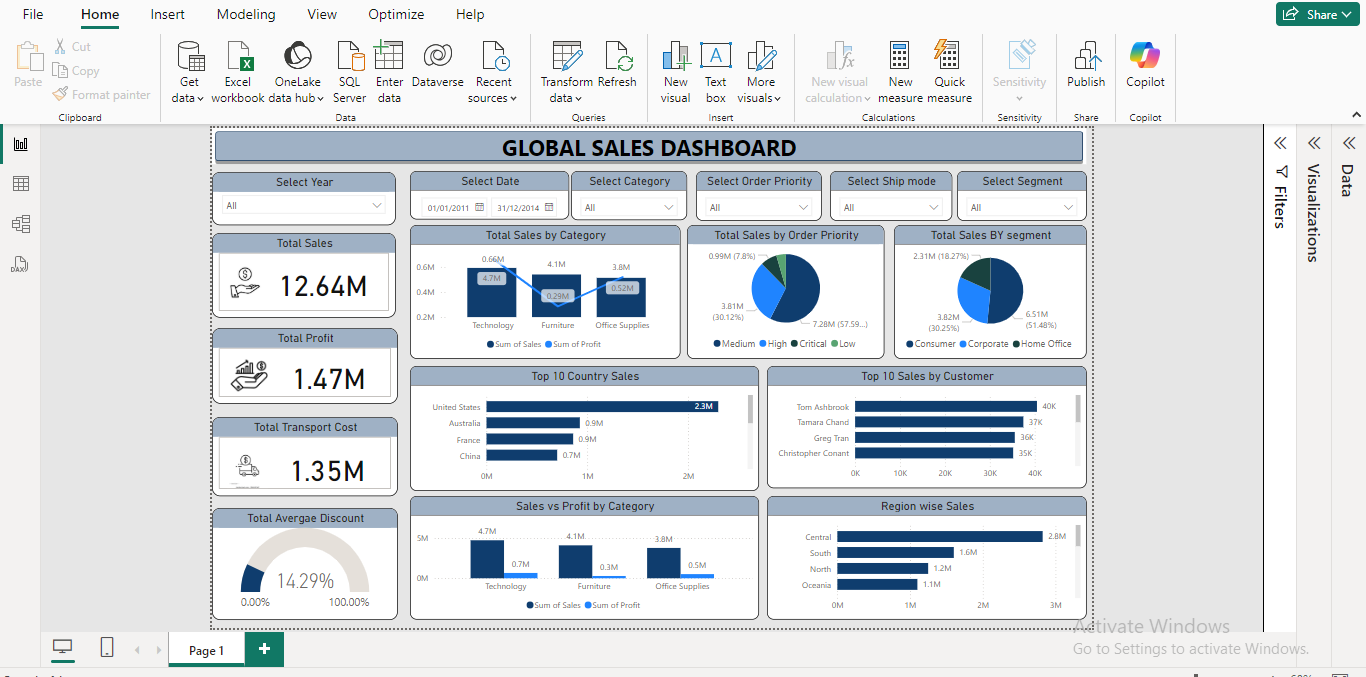 File Home Insert Modeling View Optimize Help Share
Paste
Cut
Copy
Format painter
Get data
Excel workbook
OneLake data hub
SQL Server
Enter data
Dataverse
Recent sources
Transform data
Refresh
New visual
Text box
More visuals
New visual calculation
New measure
Quick measure
Sensitivity
Publish
Copilot
Clipboard Data Queries Insert Calculations Sensitivity Share Copilot
GLOBAL SALES DASHBOARD
Select Year
All
Select Date
01/01/2011 31/12/2014
Select Category
All
Select Order Priority
All
Select Ship mode
All
Select Segment
All
Total Sales
12.64M
Total Profit
1.47M
Total Transport Cost
1.35M
Total Avergae Discount
14.29%
0.00% 100.00%
Total Sales by Category
0.6M
0.4M
0.2M
0.66M 4.1M 3.8M
4.7M 0.29M 0.52M
Technology Furniture Office Supplies
Sum of Sales Sum of Profit
Total Sales by Order Priority
0.99M (7.8%)
3.81M
(30.12%)
7.28M (57.59...)
Medium High Critical Low
Total Sales BY segment
2.31M (18.27%)
3.82M
(30.25%)
6.51M
(51.48%)
Consumer Corporate Home Office
Top 10 Country Sales
United States 2.3M
Australia 0.9M
France 0.9M
China 0.7M
0M 1M 2M
Top 10 Sales by Customer
Tom Ashbrook 40K
Tamara Chand 37K
Greg Tran 36K
Christopher Conant 35K
0K 10K 20K 30K 40K
Sales vs Profit by Category
5M
0M
4.7M 4.1M 3.8M
0.7M 0.3M 0.5M
Technology Furniture Office Supplies
Sum of Sales Sum of Profit
Region wise Sales
Central 2.8M
South 1.6M
North 1.2M
Oceania 1.1M
0M 1M 2M 3M
Filters
Visualizations
Data
Activate Windows
Go to Settings to activate Windows.
Page 1